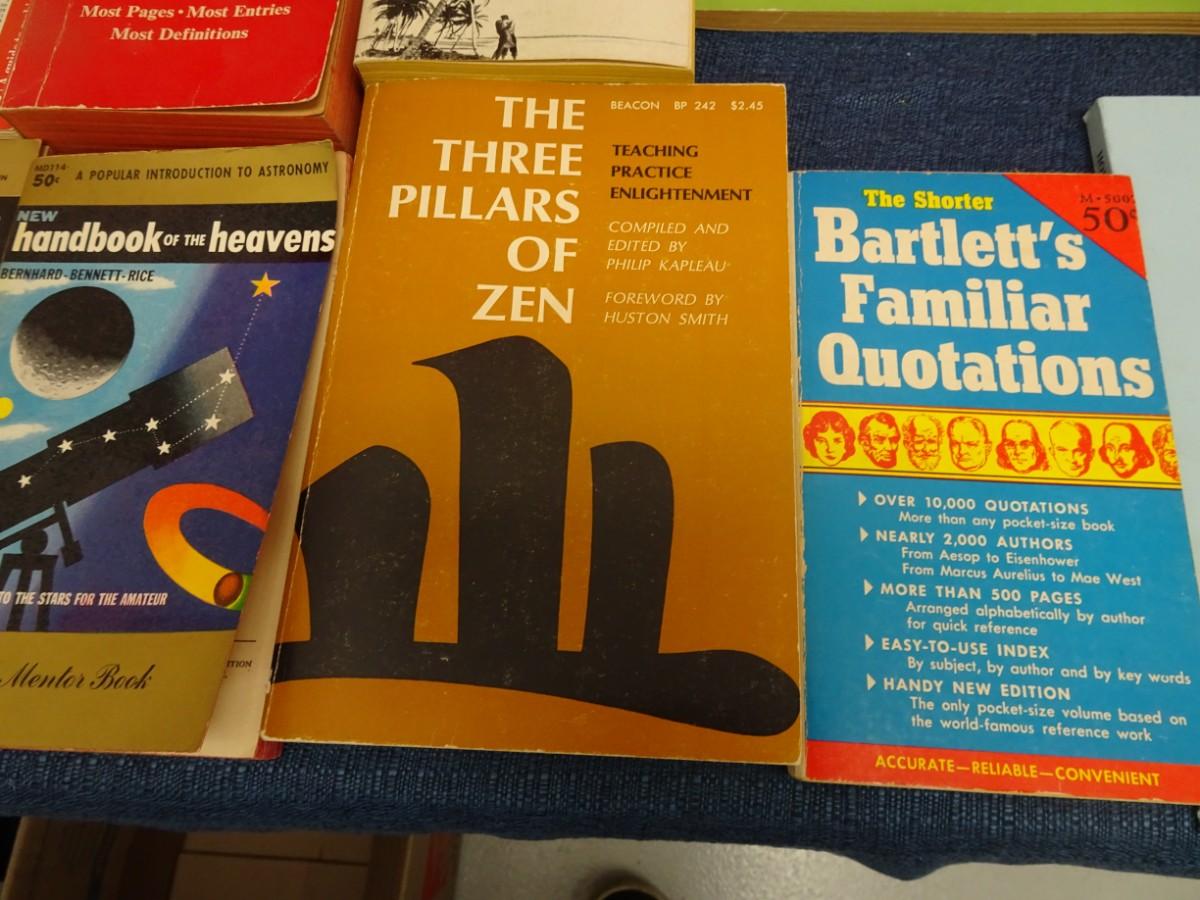 Most Pages • Most Entries
Most Definitions
MD114
50¢
A POPULAR INTRODUCTION TO ASTRONOMY
NEW
handbook OF THE heavens
BERNHARD - BENNETT - RICE
TO THE STARS FOR THE AMATEUR
Mentor Book
THE
THREE
PILLARS
OF
ZEN
BEACON BP 242 $2.45
TEACHING
PRACTICE
ENLIGHTENMENT
COMPILED AND
EDITED BY
PHILIP KAPLEAU
FOREWORD BY
HUSTON SMITH
The Shorter
Bartlett's
Familiar
Quotations
50¢
OVER 10,000 QUOTATIONS
More than any pocket-size book
NEARLY 2,000 AUTHORS
From Aesop to Eisenhower
From Marcus Aurelius to Mae West
MORE THAN 500 PAGES
Arranged alphabetically by author
for quick reference
EASY-TO-USE INDEX
By subject, by author and by key words
HANDY NEW EDITION
The only pocket-size volume based on
the world-famous reference work
ACCURATE—RELIABLE—CONVENIENT